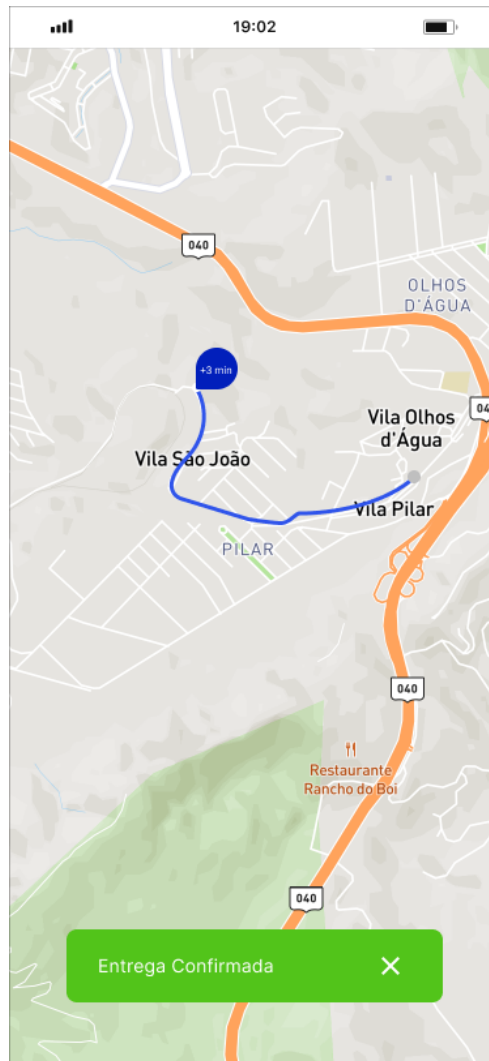 19:02
040
OLHOS
D'ÁGUA
+3 min
04
Vila Olhos
d'Água
Vila São João
Vila Pilar
PILAR
040
Restaurante
Rancho do Boi
040
Entrega Confirmada